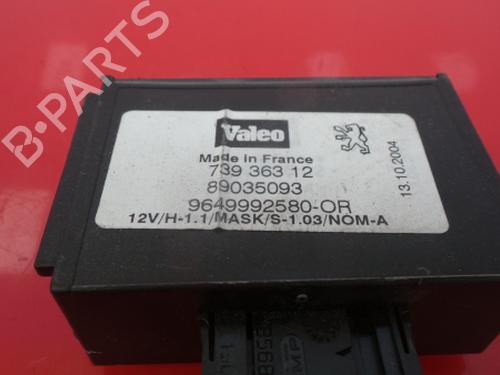 B-PARTS
Valeo
Made in France
739 363 12
89035093
9649992580-OR
12V/H-1.1/MASK/S-1.03/NOM-A
13.10.2004